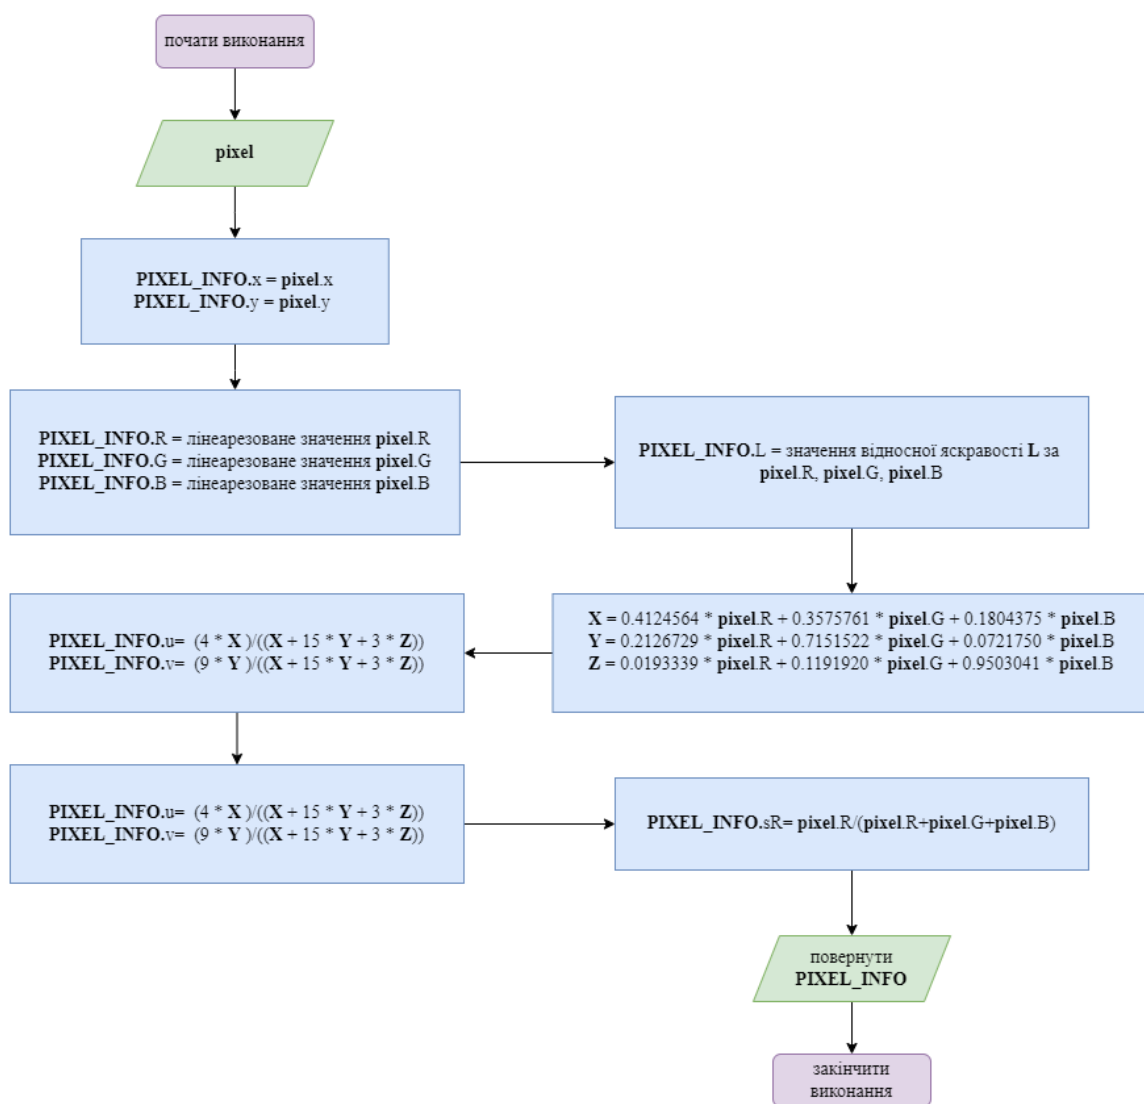 почати виконання
pixel
PIXEL_INFO.x = pixel.x
PIXEL_INFO.y = pixel.y
PIXEL_INFO.R = лінеарезоване значення pixel.R
PIXEL_INFO.G = лінеарезоване значення pixel.G
PIXEL_INFO.B = лінеарезоване значення pixel.B
PIXEL_INFO.L = значення відносної яскравості L за
pixel.R, pixel.G, pixel.B
X = 0.4124564 * pixel.R + 0.3575761 * pixel.G + 0.1804375 * pixel.B
Y = 0.2126729 * pixel.R + 0.7151522 * pixel.G + 0.0721750 * pixel.B
Z = 0.0193339 * pixel.R + 0.1191920 * pixel.G + 0.9503041 * pixel.B
PIXEL_INFO.u= (4 * X )/((X + 15 * Y + 3 * Z))
PIXEL_INFO.v= (9 * Y )/((X + 15 * Y + 3 * Z))
PIXEL_INFO.u= (4 * X )/((X + 15 * Y + 3 * Z))
PIXEL_INFO.v= (9 * Y )/((X + 15 * Y + 3 * Z))
PIXEL_INFO.sR= pixel.R/(pixel.R+pixel.G+pixel.B)
повернути
PIXEL_INFO
закінчити
виконання